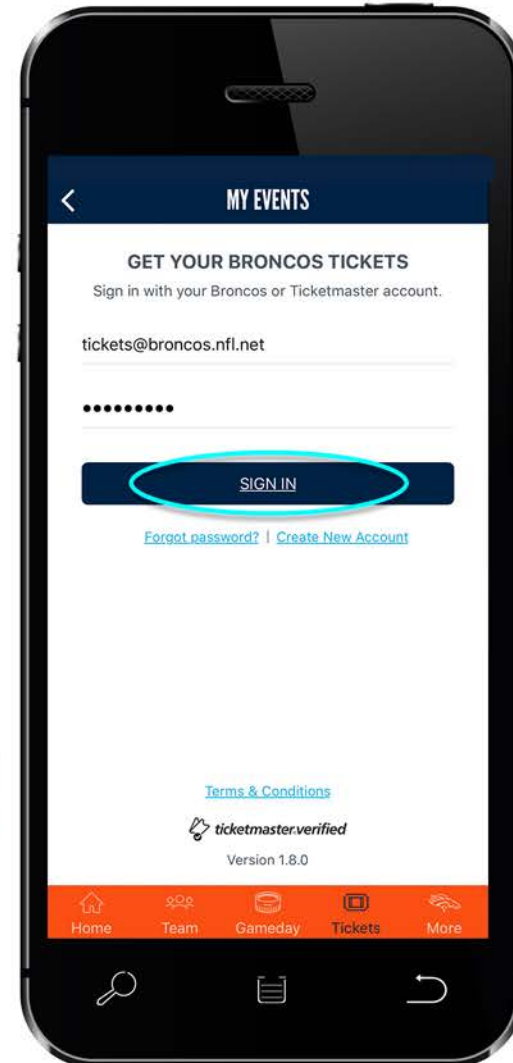 MY EVENTS
GET YOUR BRONCOS TICKETS
Sign in with your Broncos or Ticketmaster account.
tickets@broncos.nfl.net
•••••••••
SIGN IN
Forgot password? | Create New Account
Terms & Conditions
ticketmaster.verified
Version 1.8.0
Home Team Gameday Tickets More